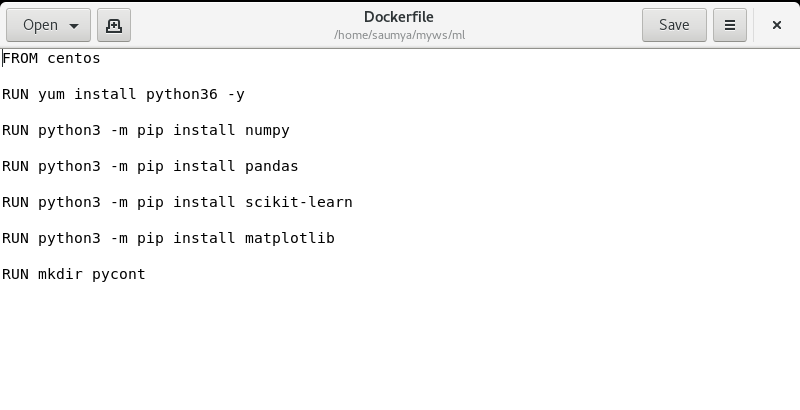 Open
Dockerfile
/home/saumya/myws/ml
Save
FROM centos
RUN yum install python36 -y
RUN python3 -m pip install numpy
RUN python3 -m pip install pandas
RUN python3 -m pip install scikit-learn
RUN python3 -m pip install matplotlib
RUN mkdir pycont